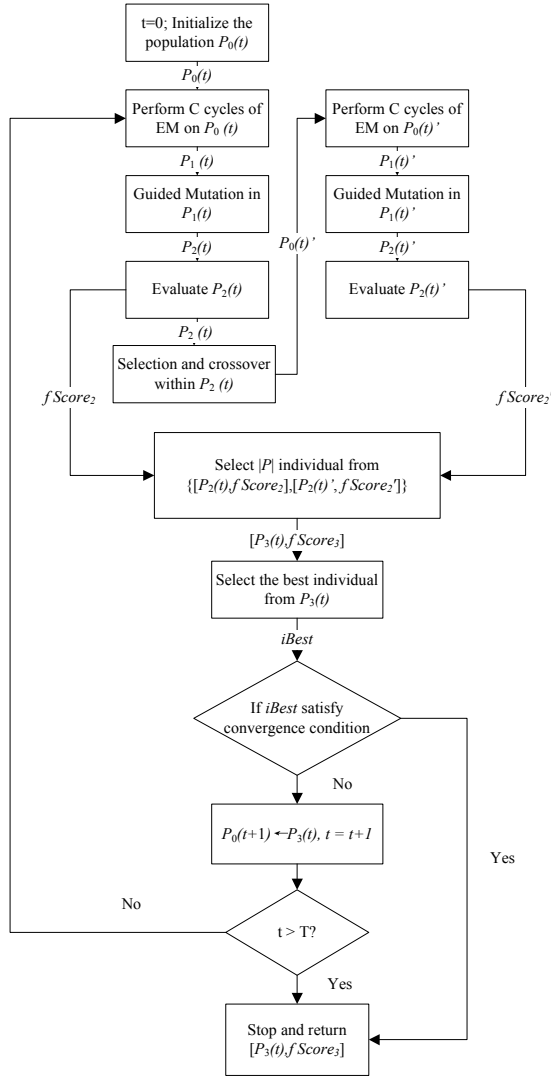 t=0; Initialize the
population P₀(t)
P₀(t)
Perform C cycles of
EM on P₀ (t)
P₁ (t)
Guided Mutation in
P₁(t)
P₂(t)
Evaluate P₂(t)
P₂ (t)
Selection and crossover
within P₂ (t)
P₀(t)’
Perform C cycles of
EM on P₀(t)’
P₁(t)’
Guided Mutation in
P₁(t)’
P₂(t)’
Evaluate P₂(t)’
f Score₂
f Score₂’
Select |P| individual from
{[P₂(t),f Score₂],[P₂(t)’, f Score₂’]}
[P₃(t),f Score₃]
Select the best individual
from P₃(t)
iBest
If iBest satisfy
convergence condition
No
Yes
P₀(t+1) ←P₃(t), t = t+1
No
t > T?
Yes
Stop and return
[P₃(t),f Score₃]